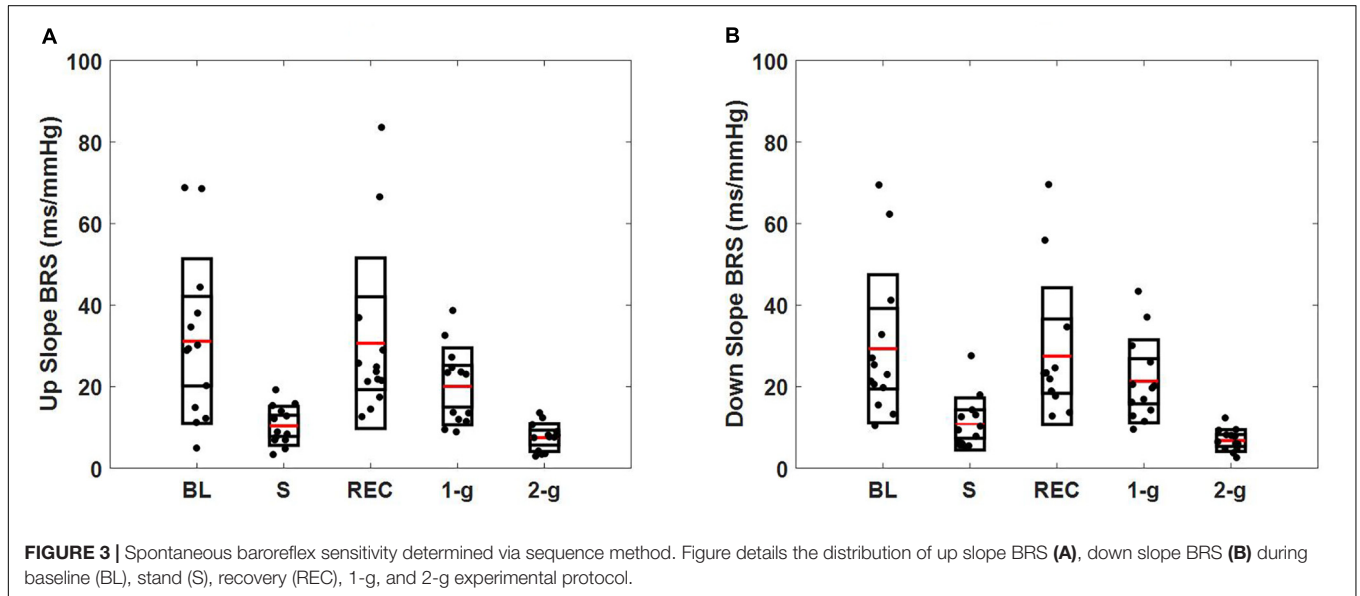 A
Up Slope BRS (ms/mmHg)
100
80
60
40
20
0
BL S REC 1-g 2-g
B
Down Slope BRS (ms/mmHg)
100
80
60
40
20
0
BL S REC 1-g 2-g
FIGURE 3 | Spontaneous baroreflex sensitivity determined via sequence method. Figure details the distribution of up slope BRS (A), down slope BRS (B) during
baseline (BL), stand (S), recovery (REC), 1-g, and 2-g experimental protocol.